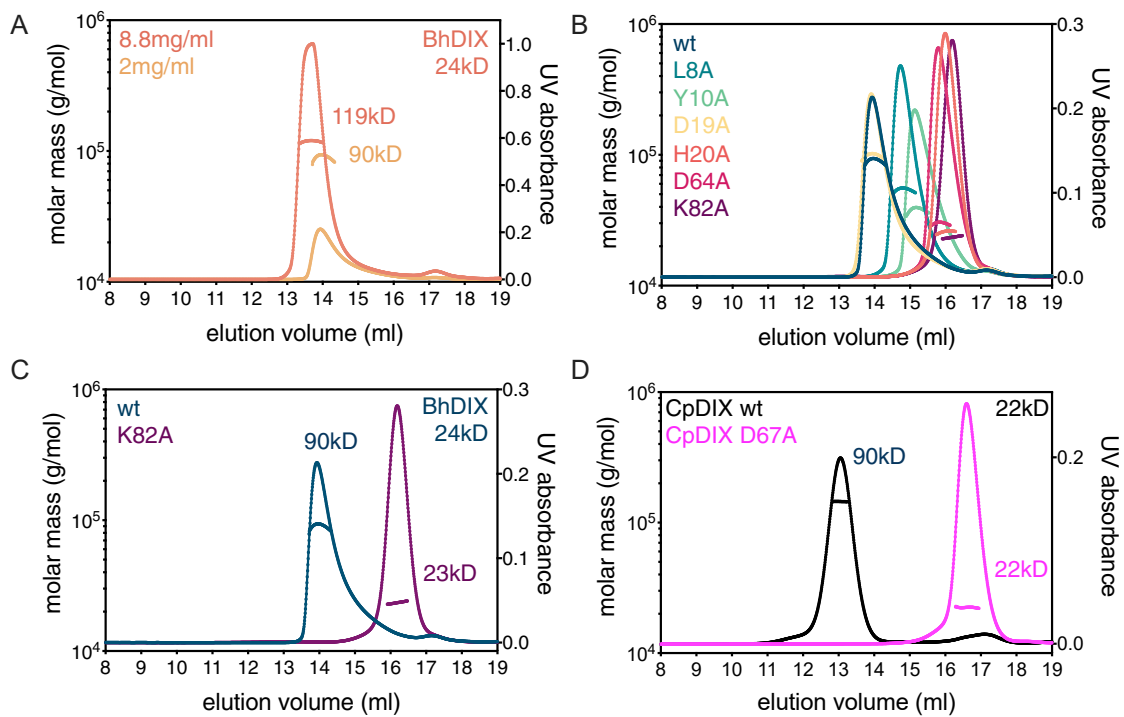 A
8.8mg/ml
2mg/ml
BhDIX
24kD
119kD
90kD
molar mass (g/mol)
UV absorbance
10⁶
10⁵
10⁴
1.0
0.8
0.6
0.4
0.2
0.0
8 9 10 11 12 13 14 15 16 17 18 19
elution volume (ml)
B
wt
L8A
Y10A
D19A
H20A
D64A
K82A
molar mass (g/mol)
UV absorbance
10⁶
10⁵
10⁴
0.3
0.2
0.1
0.0
8 9 10 11 12 13 14 15 16 17 18 19
elution volume (ml)
C
wt
K82A
BhDIX
24kD
90kD
23kD
molar mass (g/mol)
UV absorbance
10⁶
10⁵
10⁴
0.3
0.2
0.1
0.0
8 9 10 11 12 13 14 15 16 17 18 19
elution volume (ml)
D
CpDIX wt
CpDIX D67A
22kD
90kD
22kD
molar mass (g/mol)
UV absorbance
10⁶
10⁵
10⁴
0.2
0.1
0.0
8 9 10 11 12 13 14 15 16 17 18 19
elution volume (ml)